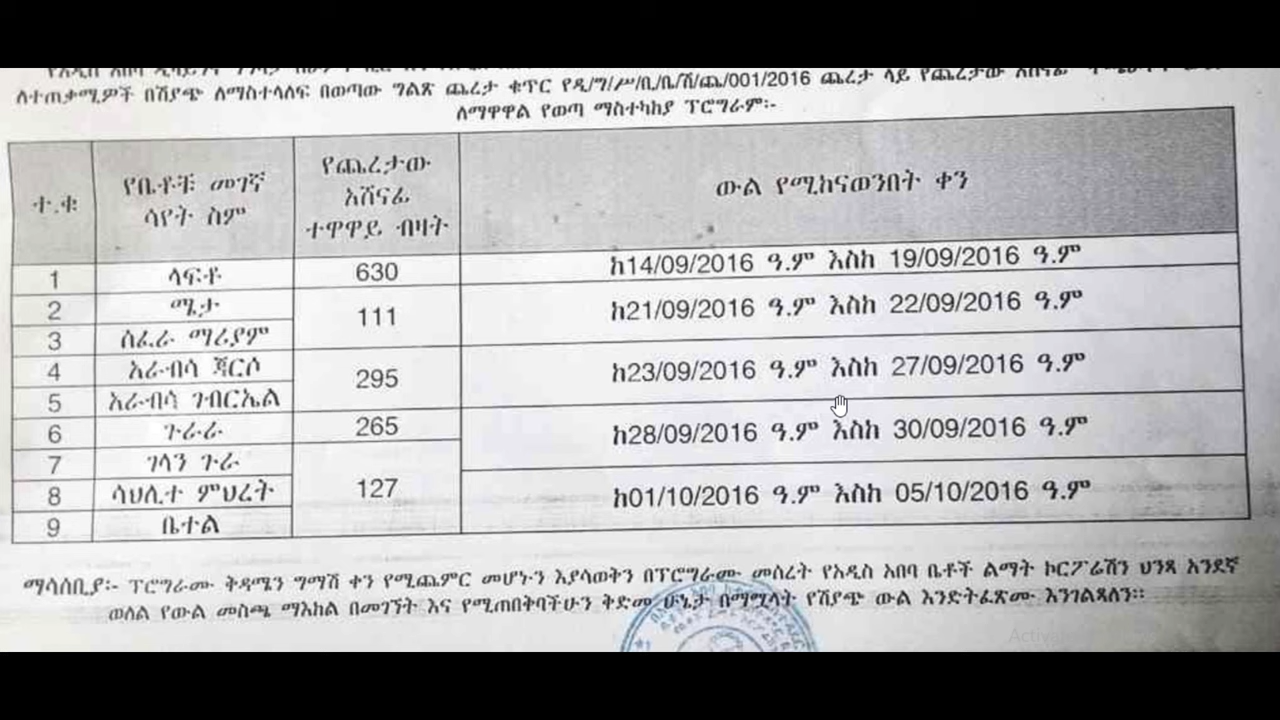 ለተጠቃሚዎች በሽያጭ ለማስተላለፍ በወጣው ግልጽ ጨረታ ቁጥር የዲ/ግ/ሥ/ቢ/ቤ/ሽ/ጨ/001/2016 ጨረታ ላይ የጨረታው አሸናፊ
ለማዋዋል የወጣ ማስተካከያ ፕሮግራም፡-
ተ.ቁ የቤቶቹ መገኛ ሳየት ስም የጨረታው አሸናፊ ተዋዋይ ብዛት ውል የሚከናወንበት ቀን
1 ላፍቶ 630 ከ14/09/2016 ዓ.ም እስከ 19/09/2016 ዓ.ም
2 ሜታ 111 ከ21/09/2016 ዓ.ም እስከ 22/09/2016 ዓ.ም
3 ሰፈራ ማሪያም
4 አራብሳ ጃርሶ 295 ከ23/09/2016 ዓ.ም እስከ 27/09/2016 ዓ.ም
5 አራብሳ ገብርኤል
6 ጉራራ 265 ከ28/09/2016 ዓ.ም እስከ 30/09/2016 ዓ.ም
7 ገላን ጉራ
8 ሳህሊተ ምህረት 127 ከ01/10/2016 ዓ.ም እስከ 05/10/2016 ዓ.ም
9 ቤተል
ማሳሰቢያ፡- ፕሮግራሙ ቅዳሜን ግማሽ ቀን የሚጨምር መሆኑን እያሳወቅን በፕሮግራሙ መሰረት የአዲስ አበባ ቤቶች ልማት ኮርፖሬሽን ህንጻ አንደኛ
ወለል የውል መስጫ ማእከል በመገኘት እና የሚጠበቅባችሁን ቅድመ ሁኔታ በማሟላት የሽያጭ ውል እንድትፈጽሙ እንገልጻለን።